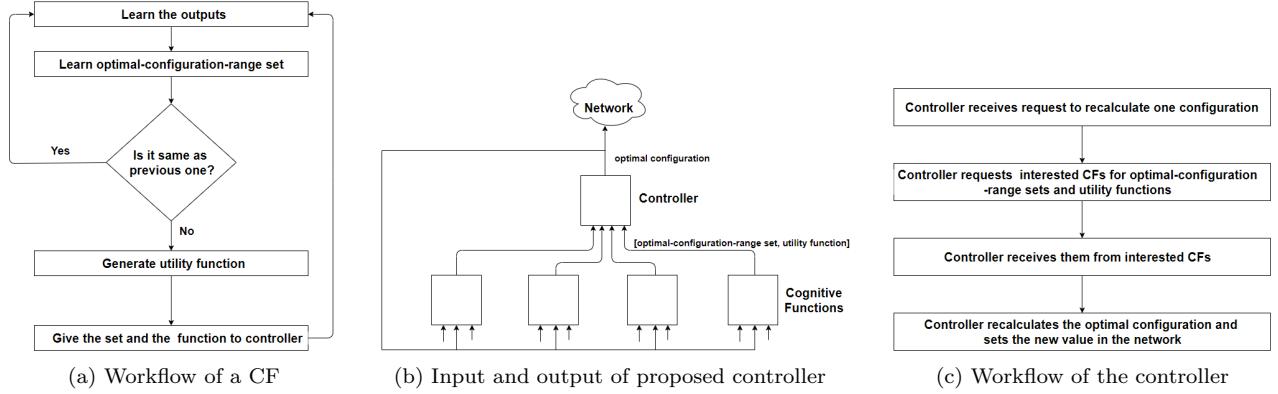 Learn the outputs
Learn optimal-configuration-range set
Is it same as
previous one?
Yes
No
Generate utility function
Give the set and the function to controller
(a) Workflow of a CF
Network
optimal configuration
Controller
[optimal-configuration-range set, utility function]
Cognitive
Functions
(b) Input and output of proposed controller
Controller receives request to recalculate one configuration
Controller requests interested CFs for optimal-configuration
-range sets and utility functions
Controller receives them from interested CFs
Controller recalculates the optimal configuration and
sets the new value in the network
(c) Workflow of the controller